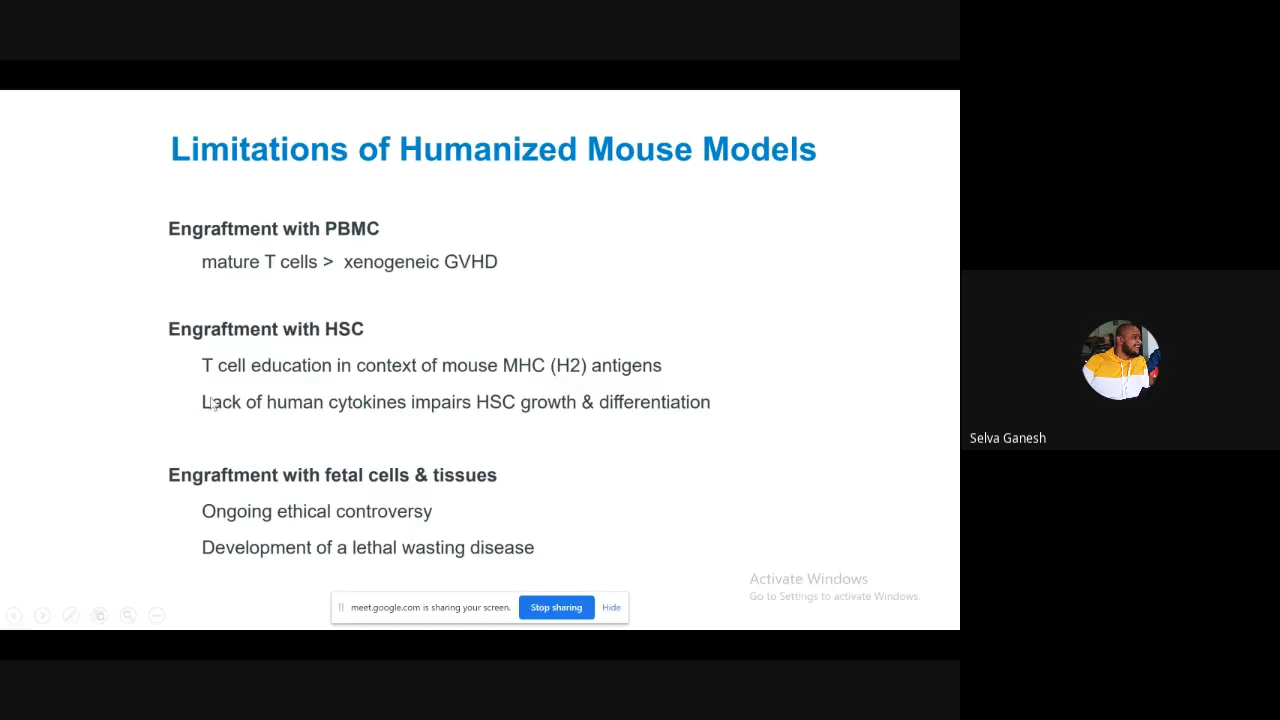 Limitations of Humanized Mouse Models
Engraftment with PBMC
mature T cells > xenogeneic GVHD
Engraftment with HSC
T cell education in context of mouse MHC (H2) antigens
Lack of human cytokines impairs HSC growth & differentiation
Engraftment with fetal cells & tissues
Ongoing ethical controversy
Development of a lethal wasting disease
Activate Windows
Go to Settings to activate Windows.
meet.google.com is sharing your screen.
Stop sharing
Hide
Selva Ganesh